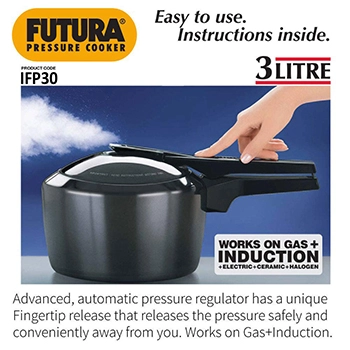 FUTURA®
PRESSURE COOKER
Easy to use.
Instructions inside.
PRODUCT CODE
IFP30
3 LITRE
WORKS ON GAS+
INDUCTION
+ELECTRIC+CERAMIC+HALOGEN
Advanced, automatic pressure regulator has a unique
Fingertip release that releases the pressure safely and
conveniently away from you. Works on Gas+Induction.